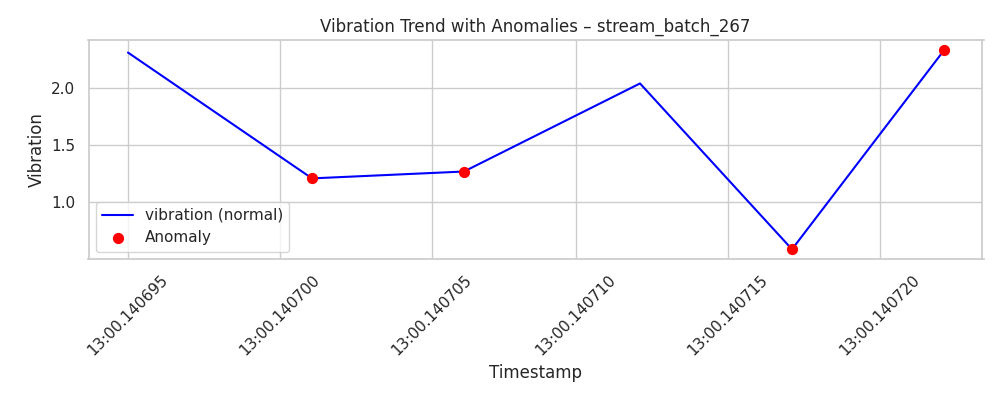 Vibration Trend with Anomalies – stream_batch_267
Vibration
2.0
1.5
1.0
vibration (normal)
Anomaly
13:00.140695
13:00.140700
13:00.140705
13:00.140710
13:00.140715
13:00.140720
Timestamp